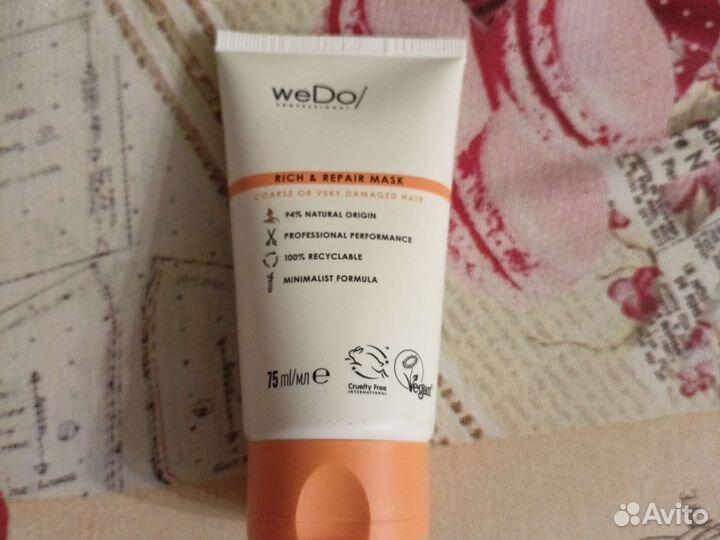 weDo/
PROFESSIONAL
RICH & REPAIR MASK
COARSE OR VERY DAMAGED HAIR
94% NATURAL ORIGIN
PROFESSIONAL PERFORMANCE
100% RECYCLABLE
MINIMALIST FORMULA
75 ml/мл ℮
Cruelty Free
INTERNATIONAL
Vegan
Avito